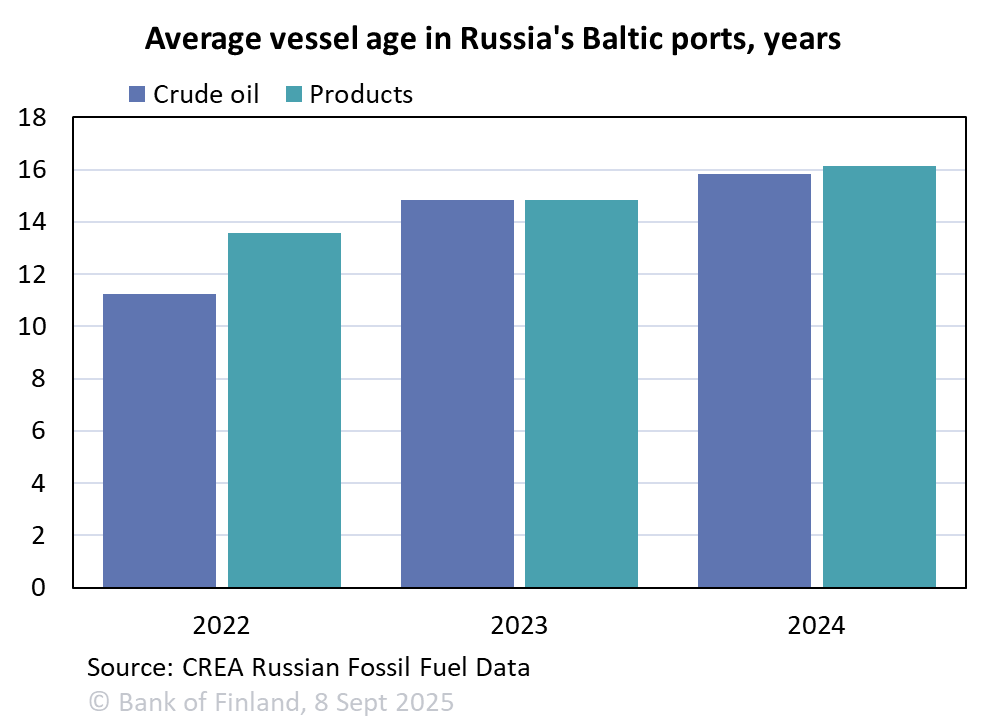 Average vessel age in Russia's Baltic ports, years
Crude oil Products
18
16
14
12
10
8
6
4
2
0
2022 2023 2024
Source: CREA Russian Fossil Fuel Data
© Bank of Finland, 8 Sept 2025